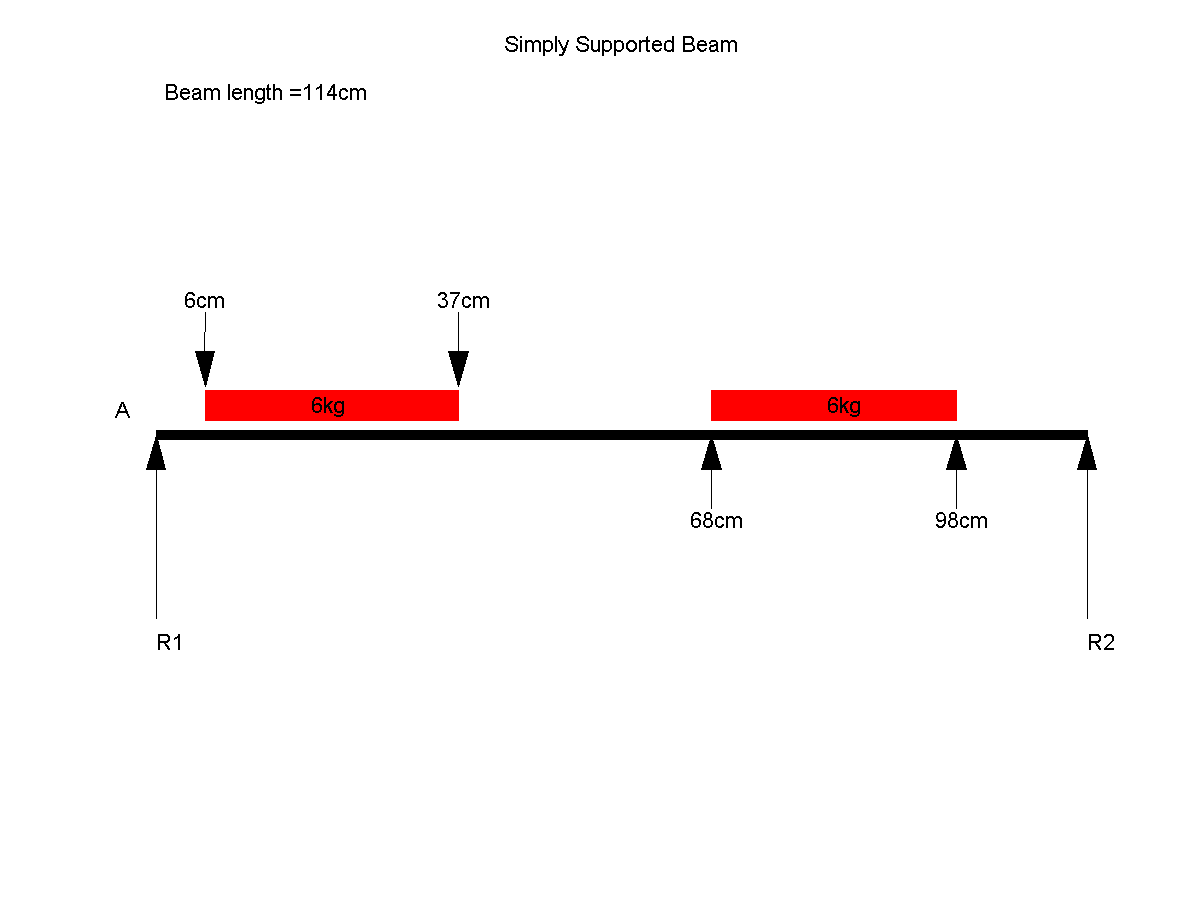 Simply Supported Beam
Beam length =114cm
6cm
37cm
6kg
6kg
A
68cm
98cm
R1
R2